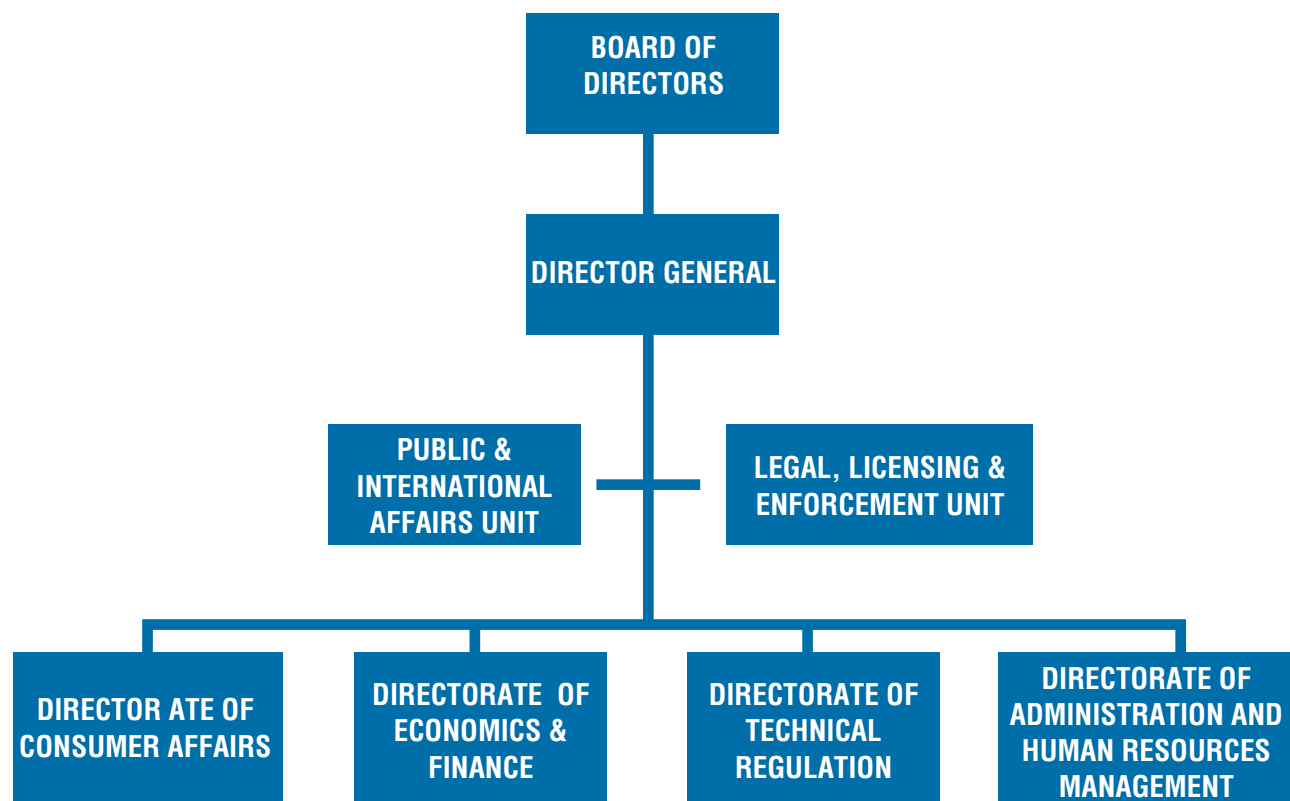 BOARD OF
DIRECTORS
DIRECTOR GENERAL
PUBLIC &
INTERNATIONAL
AFFAIRS UNIT
LEGAL, LICENSING &
ENFORCEMENT UNIT
DIRECTOR ATE OF
CONSUMER AFFAIRS
DIRECTORATE OF
ECONOMICS &
FINANCE
DIRECTORATE OF
TECHNICAL
REGULATION
DIRECTORATE OF
ADMINISTRATION AND
HUMAN RESOURCES
MANAGEMENT